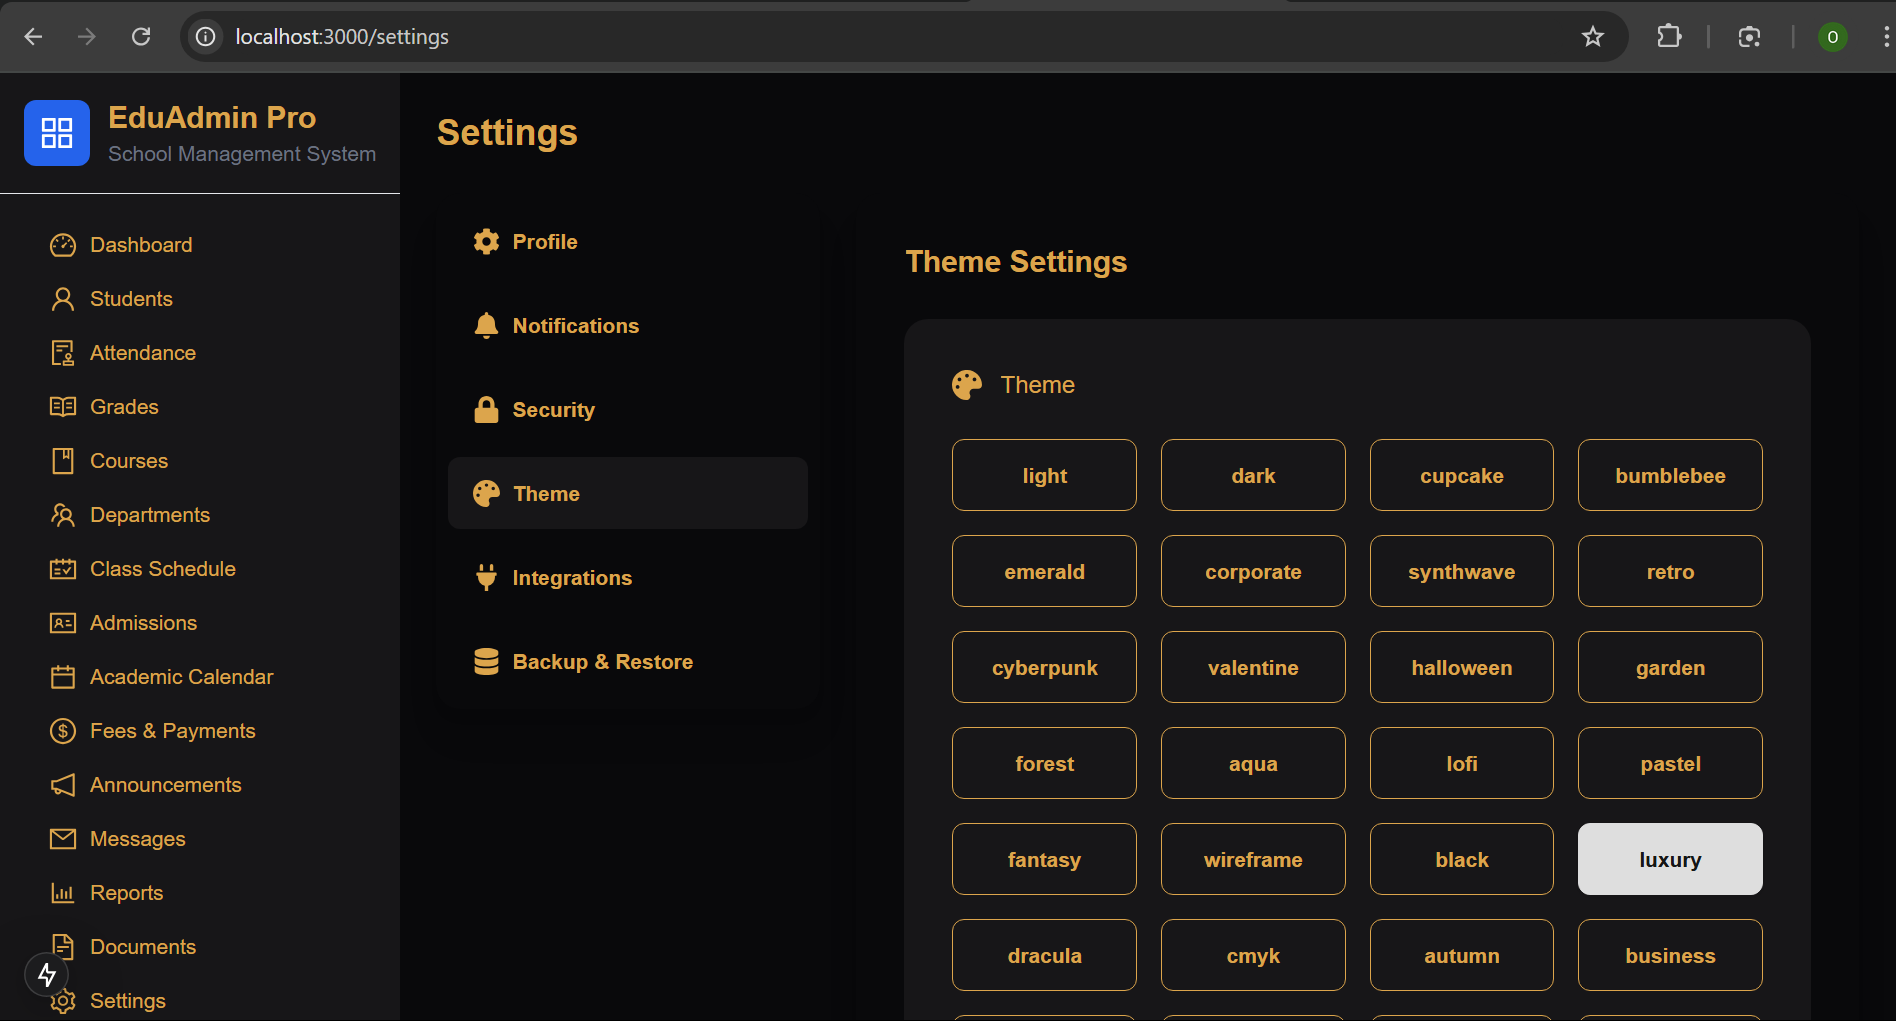 localhost:3000/settings
O
EduAdmin Pro
School Management System
Dashboard
Students
Attendance
Grades
Courses
Departments
Class Schedule
Admissions
Academic Calendar
Fees & Payments
Announcements
Messages
Reports
Documents
Settings
Settings
Profile
Notifications
Security
Theme
Integrations
Backup & Restore
Theme Settings
Theme
light
dark
cupcake
bumblebee
emerald
corporate
synthwave
retro
cyberpunk
valentine
halloween
garden
forest
aqua
lofi
pastel
fantasy
wireframe
black
luxury
dracula
cmyk
autumn
business